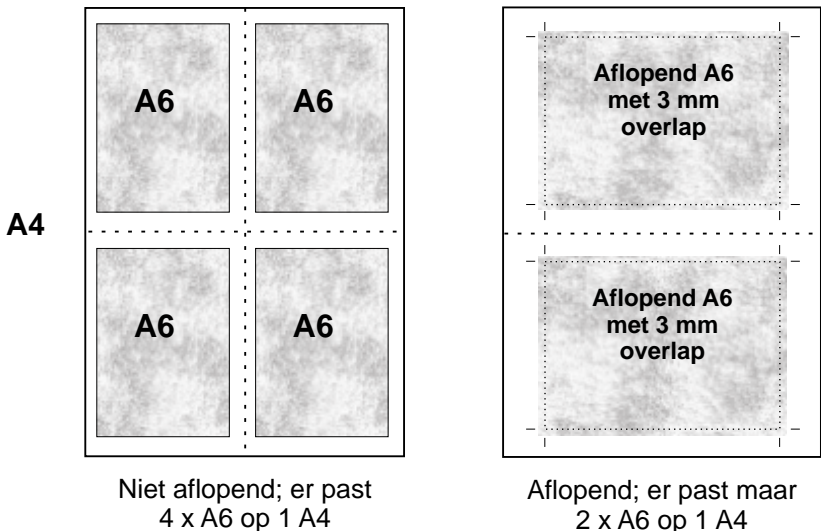 A6
A6
A4
A6
A6
Niet aflopend; er past
4 x A6 op 1 A4
Aflopend A6
met 3 mm
overlap
Aflopend A6
met 3 mm
overlap
Aflopend; er past maar
2 x A6 op 1 A4